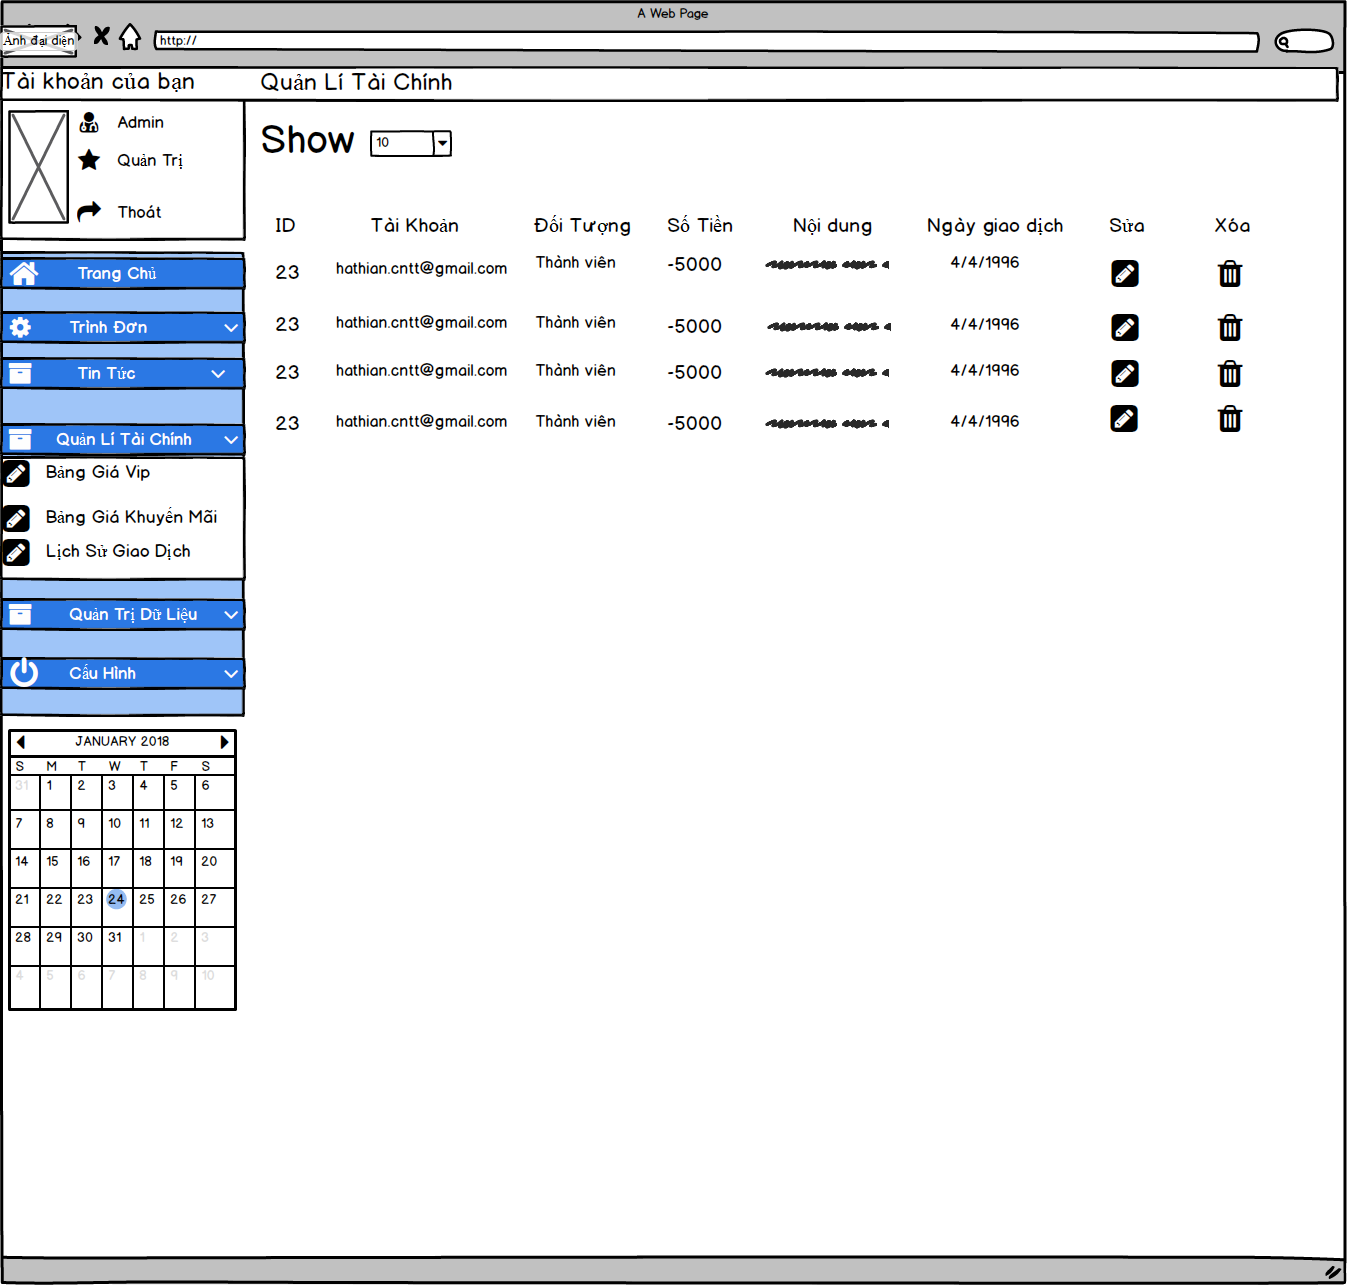 A Web Page
Ảnh đại diện
http://
Tài khoản của bạn
Quản Lí Tài Chính
Admin
Quản Trị
Thoát
Show 10
ID Tài Khoản Đối Tượng Số Tiền Nội dung Ngày giao dịch Sửa Xóa
23 hathian.cntt@gmail.com Thành viên -5000 4/4/1996
23 hathian.cntt@gmail.com Thành viên -5000 4/4/1996
23 hathian.cntt@gmail.com Thành viên -5000 4/4/1996
23 hathian.cntt@gmail.com Thành viên -5000 4/4/1996
Trang Chủ
Trình Đơn
Tin Tức
Quản Lí Tài Chính
Bảng Giá Vip
Bảng Giá Khuyến Mãi
Lịch Sử Giao Dịch
Quản Trị Dữ Liệu
Cấu Hình
JANUARY 2018
S M T W T F S
31 1 2 3 4 5 6
7 8 9 10 11 12 13
14 15 16 17 18 19 20
21 22 23 24 25 26 27
28 29 30 31 1 2 3
4 5 6 7 8 9 10